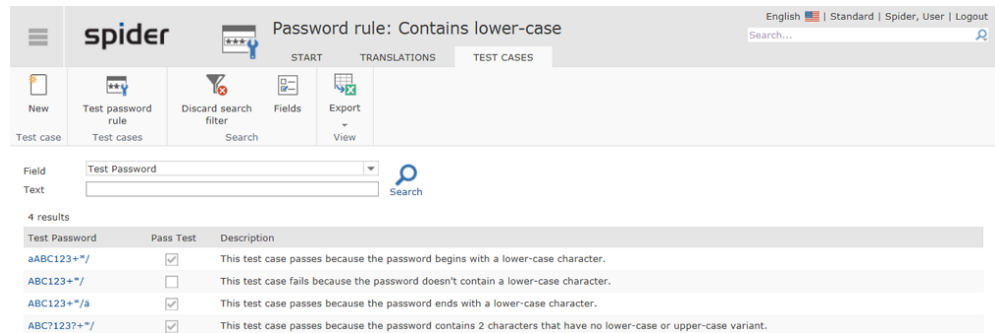 English | Standard | Spider, User | Logout
spider
Password rule: Contains lower-case
Search...
START TRANSLATIONS TEST CASES
New
Test password rule
Discard search filter
Fields
Export
Test case
Test cases
Search
View
Field Test Password
Text
Search
4 results
Test Password Pass Test Description
aABC123+*/ This test case passes because the password begins with a lower-case character.
ABC123+*/ This test case fails because the password doesn't contain a lower-case character.
ABC123+*/ä This test case passes because the password ends with a lower-case character.
ABC?123?+*/ This test case passes because the password contains 2 characters that have no lower-case or upper-case variant.